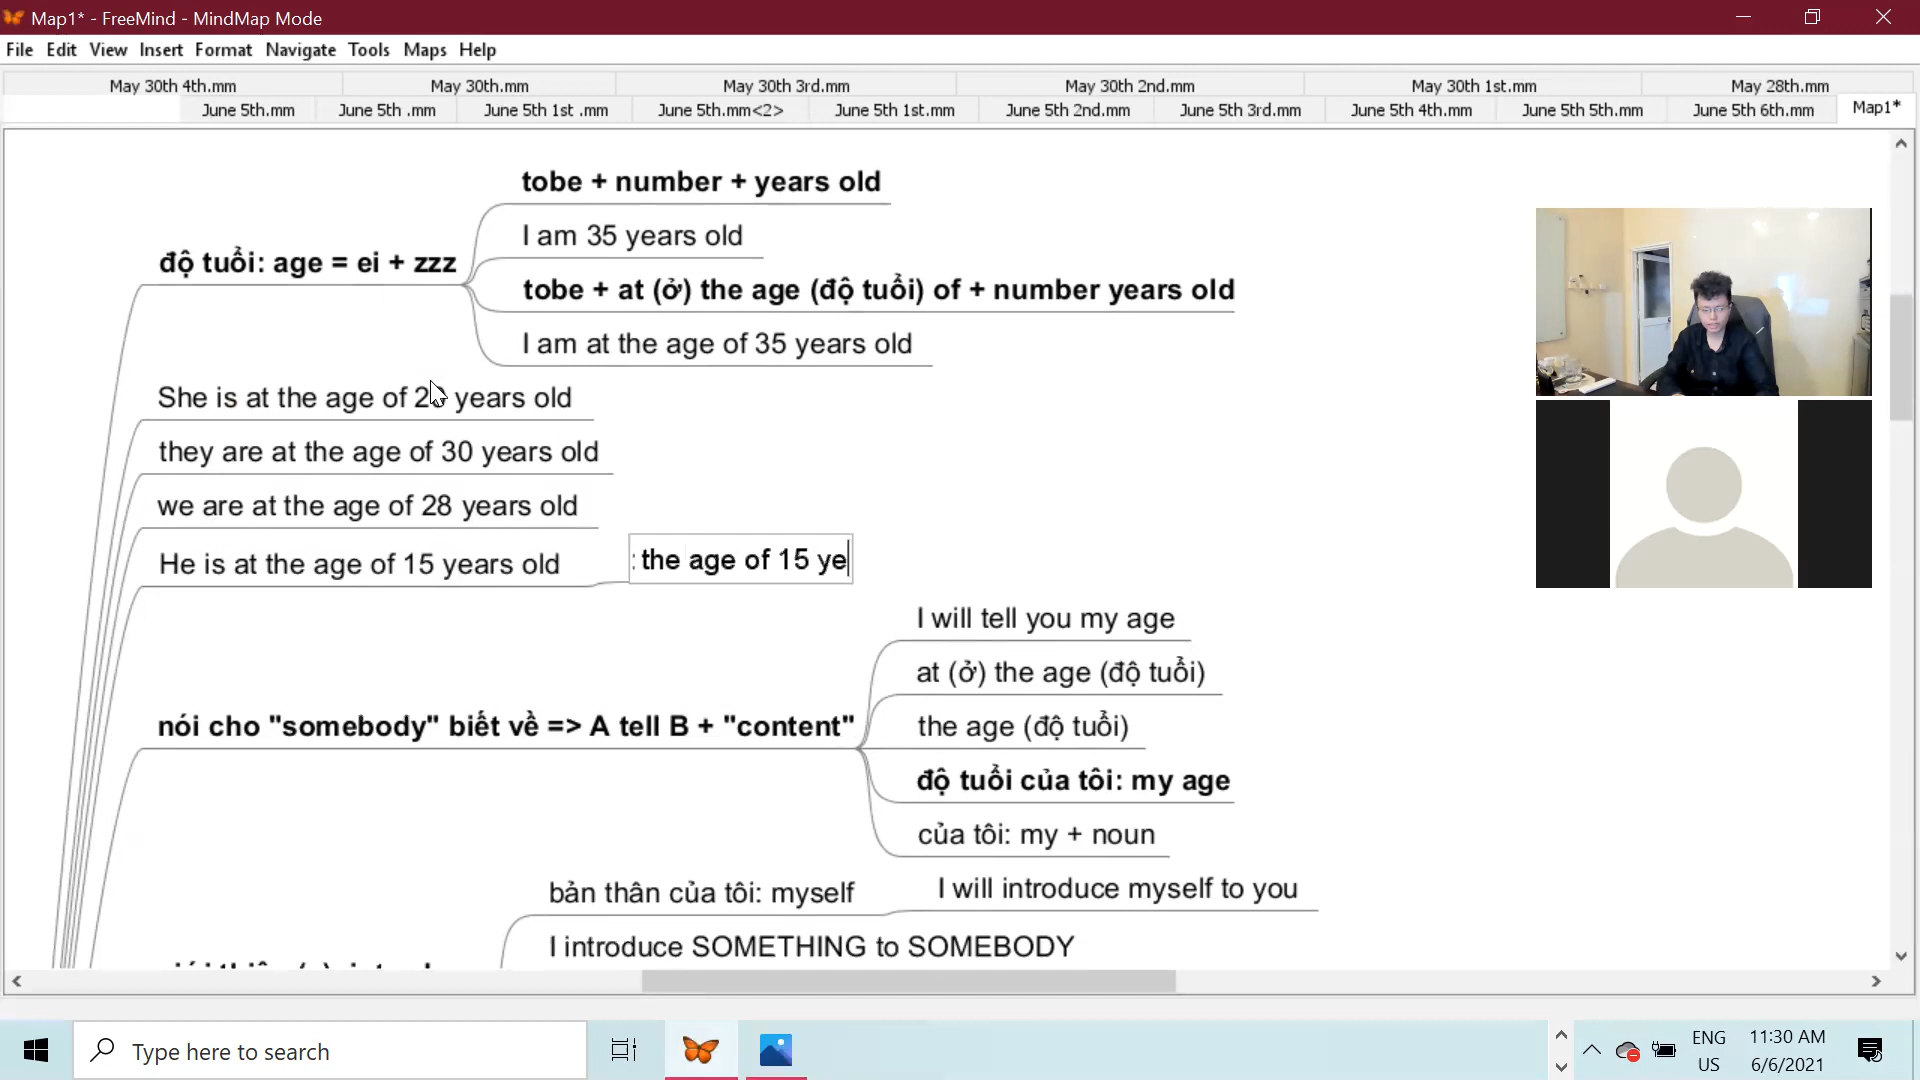 Map1* - FreeMind - MindMap Mode
File Edit View Insert Format Navigate Tools Maps Help
May 30th 4th.mm May 30th.mm May 30th 3rd.mm May 30th 2nd.mm May 30th 1st.mm May 28th.mm
June 5th.mm June 5th .mm June 5th 1st .mm June 5th.mm<2> June 5th 1st.mm June 5th 2nd.mm June 5th 3rd.mm June 5th 4th.mm June 5th 5th.mm June 5th 6th.mm Map1*
tobe + number + years old
độ tuổi: age = ei + zzz
I am 35 years old
tobe + at (ở) the age (độ tuổi) of + number years old
I am at the age of 35 years old
She is at the age of years old
they are at the age of 30 years old
we are at the age of 28 years old
He is at the age of 15 years old
the age of 15 ye
nói cho "somebody" biết về => A tell B + "content"
I will tell you my age
at (ở) the age (độ tuổi)
the age (độ tuổi)
độ tuổi của tôi: my age
của tôi: my + noun
bản thân của tôi: myself
I will introduce myself to you
I introduce SOMETHING to SOMEBODY
Type here to search
ENG
US
11:30 AM
6/6/2021